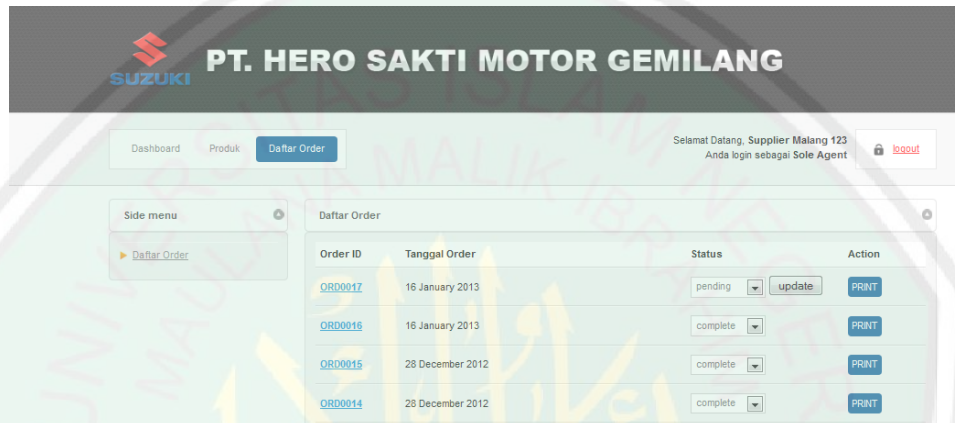 SUZUKI
PT. HERO SAKTI MOTOR GEMILANG
Dashboard Produk Daftar Order
Selamat Datang, Supplier Malang 123
Anda login sebagai Sole Agent
logout
Side menu
Daftar Order
Daftar Order
Order ID Tanggal Order Status Action
ORD0017 16 January 2013 pending update PRINT
ORD0016 16 January 2013 complete PRINT
ORD0015 28 December 2012 complete PRINT
ORD0014 28 December 2012 complete PRINT